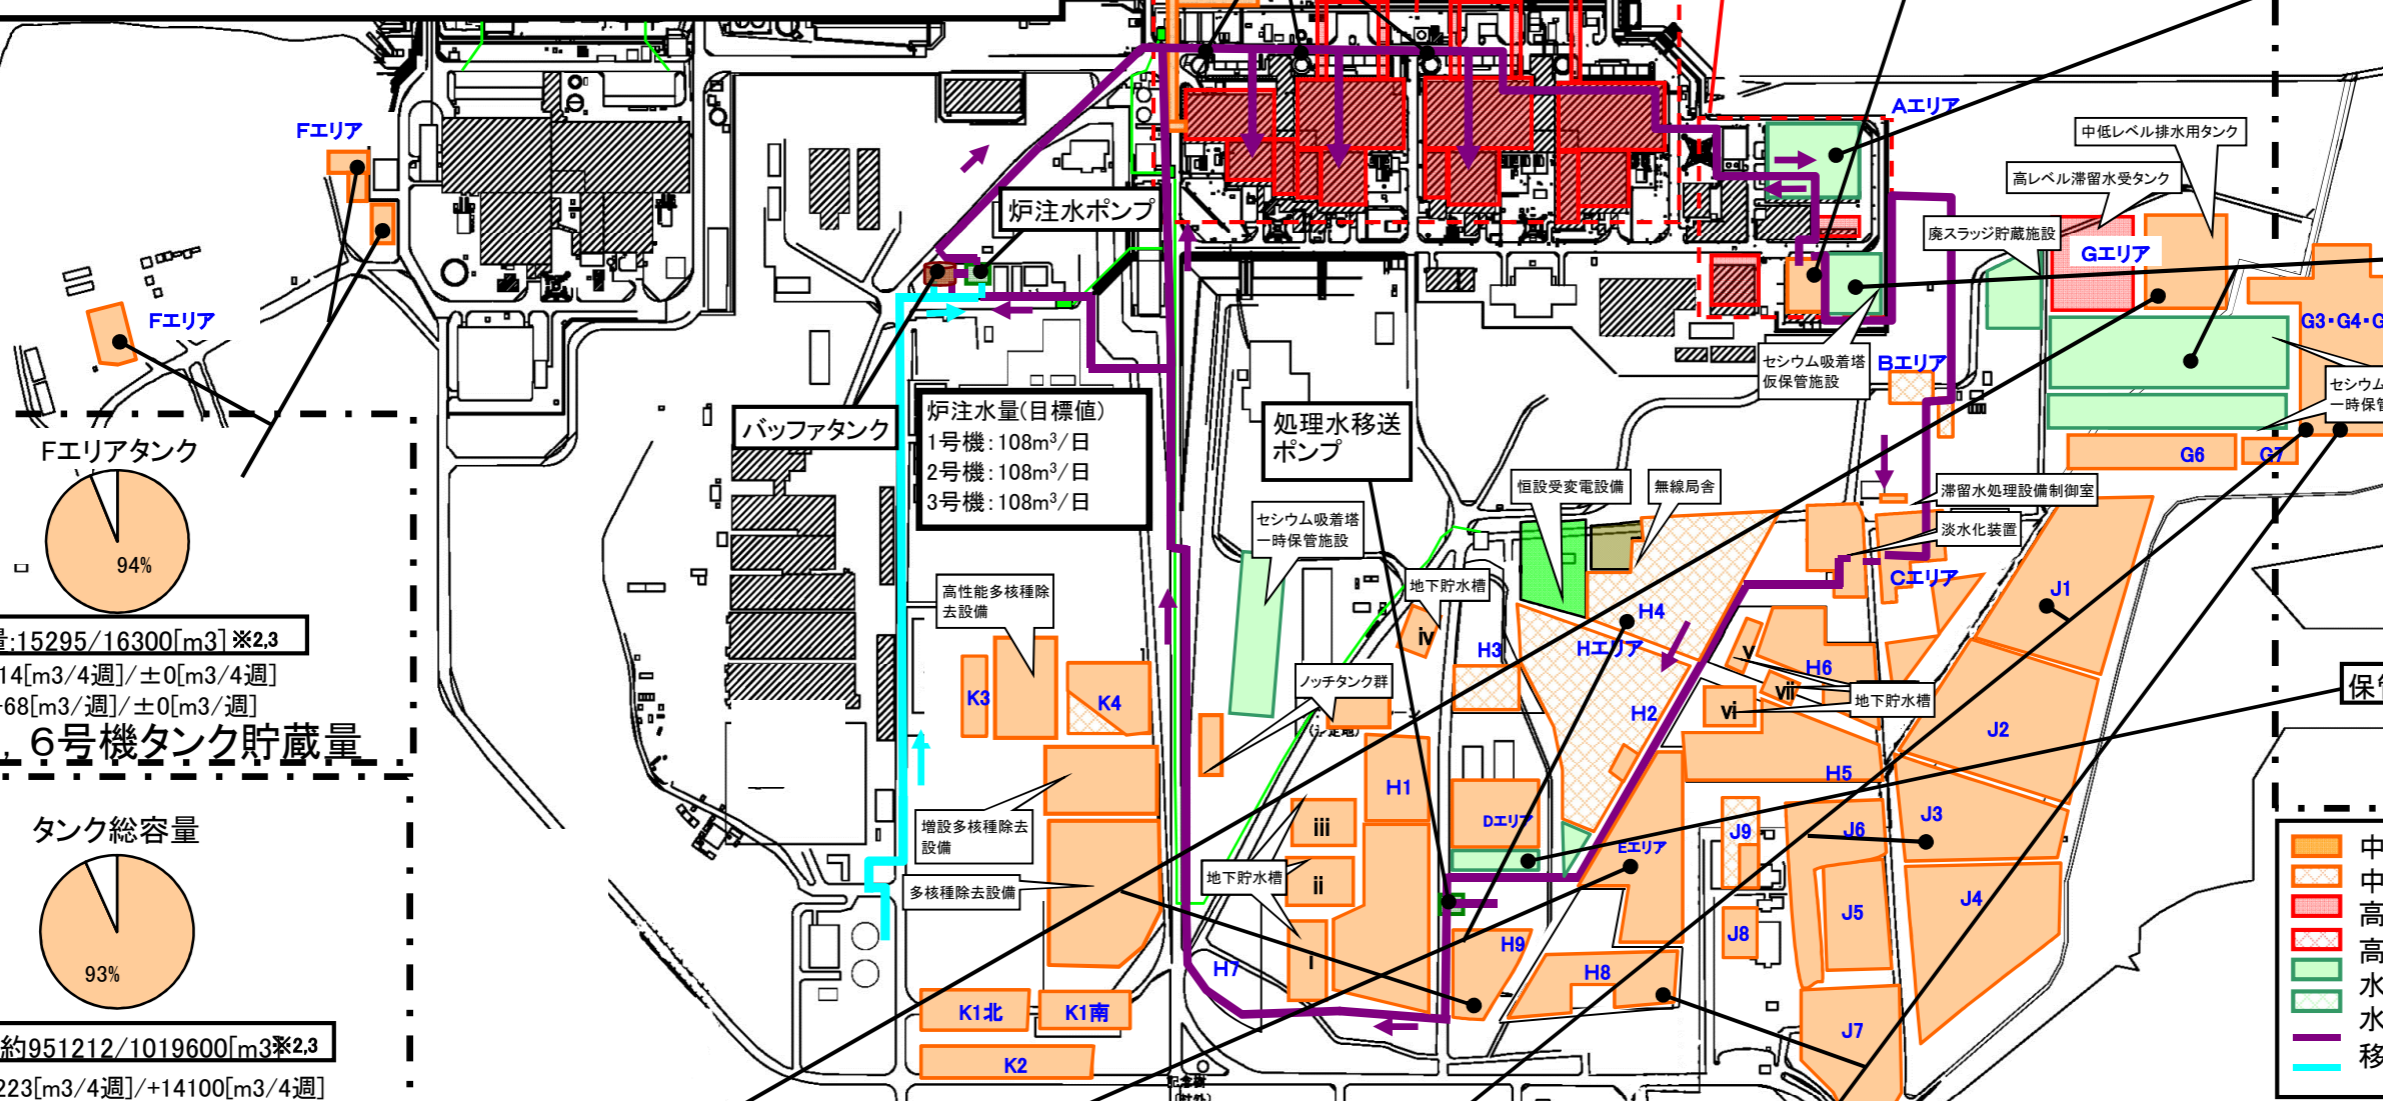 Fエリア
Fエリア
Fエリアタンク
94%
量:15295/16300[m3] ※2,3
14[m3/4週]/±0[m3/4週]
68[m3/週]/±0[m3/週]
, 6号機タンク貯蔵量
タンク総容量
93%
約951212/1019600[m3※2,3
223[m3/4週]/+14100[m3/4週]
炉注水ポンプ
バッファタンク
炉注水量(目標値)
1号機:108m³/日
2号機:108m³/日
3号機:108m³/日
処理水移送
ポンプ
Aエリア
中低レベル排水用タンク
高レベル滞留水受タンク
廃スラッジ貯蔵施設
Gエリア
G3・G4・G
セシウム吸着塔
仮保管施設
Bエリア
セシウム
一時保管
G6
G7
恒設受変電設備
無線局舎
滞留水処理設備制御室
淡水化装置
Cエリア
セシウム吸着塔
一時保管施設
地下貯水槽
iv
高性能多核種除
去設備
H3
H4
Hエリア
H2
v
H6
vii
vi
地下貯水槽
J1
J2
K3
K4
ノッチタンク群
H1
H5
増設多核種除去
設備
多核種除去設備
地下貯水槽
iii
ii
i
Dエリア
Eエリア
J9
J6
J3
J5
J4
J8
H7
H9
H8
J7
K1北
K1南
K2
記念樹
保管
中
中
高
高
水
水
移